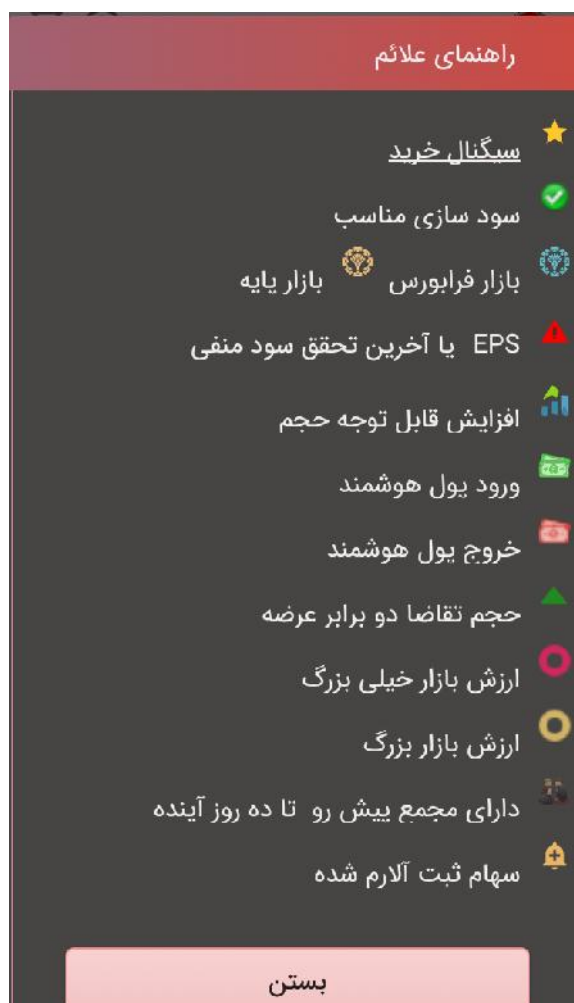 راهنمای علائم
سیگنال خرید
سود سازی مناسب
بازار فرابورس بازار پایه
EPS یا آخرین تحقق سود منفی
افزایش قابل توجه حجم
ورود پول هوشمند
خروج پول هوشمند
حجم تقاضا دو برابر عرضه
ارزش بازار خیلی بزرگ
ارزش بازار بزرگ
دارای مجمع پیش رو تا ده روز آینده
سهام ثبت آلارم شده
بستن